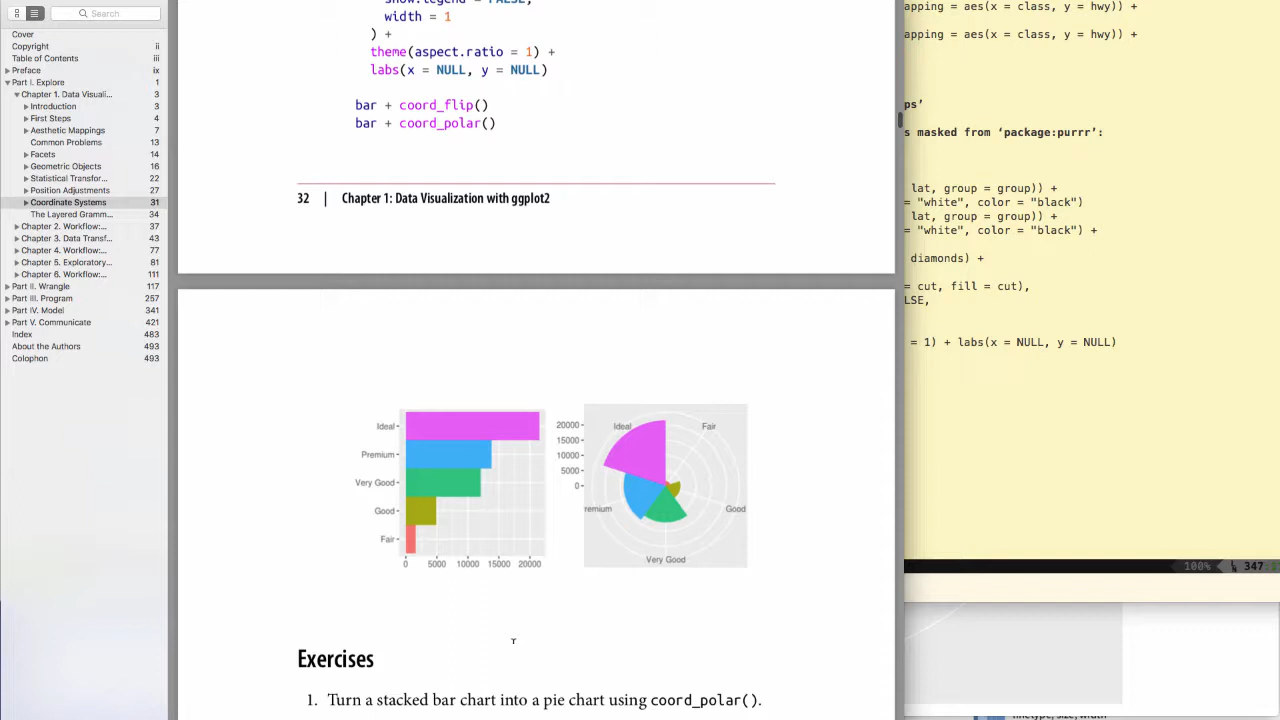 Search
Cover
Copyright ii
Table of Contents iii
Preface ix
Part I. Explore 1
Chapter 1. Data Visuali... 3
Introduction 3
First Steps 4
Aesthetic Mappings 7
Common Problems 13
Facets 14
Geometric Objects 16
Statistical Transfor... 22
Position Adjustments 27
Coordinate Systems 31
The Layered Gramm... 34
Chapter 2. Workflow:... 37
Chapter 3. Data Transf... 43
Chapter 4. Workflow:... 77
Chapter 5. Exploratory... 81
Chapter 6. Workflow:... 111
Part II. Wrangle 117
Part III. Program 257
Part IV. Model 341
Part V. Communicate 421
Index 483
About the Authors 493
Colophon 493
show.legend = FALSE,
width = 1
) +
theme(aspect.ratio = 1) +
labs(x = NULL, y = NULL)
bar + coord_flip()
bar + coord_polar()
32 | Chapter 1: Data Visualization with ggplot2
Ideal
Premium
Very Good
Good
Fair
0 5000 10000 15000 20000
20000
15000
10000
5000
0
Ideal
Fair
remium
Good
Very Good
Exercises
1. Turn a stacked bar chart into a pie chart using coord_polar().
apping = aes(x = class, y = hwy)) +
apping = aes(x = class, y = hwy)) +
ps’
s masked from ‘package:purrr’:
lat, group = group)) +
= "white", color = "black")
lat, group = group)) +
= "white", color = "black") +
diamonds) +
= cut, fill = cut),
LSE,
= 1) + labs(x = NULL, y = NULL)
100% 347:
linetype, size, width